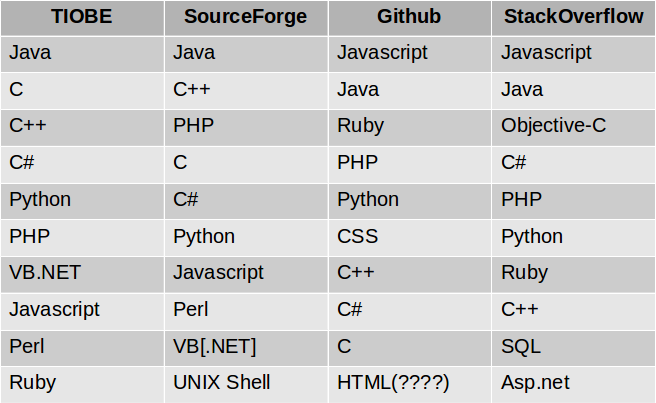 TIOBE SourceForge Github StackOverflow
Java Java Javascript Javascript
C C++ Java Java
C++ PHP Ruby Objective-C
C# C PHP C#
Python C# Python PHP
PHP Python CSS Python
VB.NET Javascript C++ Ruby
Javascript Perl C# C++
Perl VB[.NET] C SQL
Ruby UNIX Shell HTML(????) Asp.net